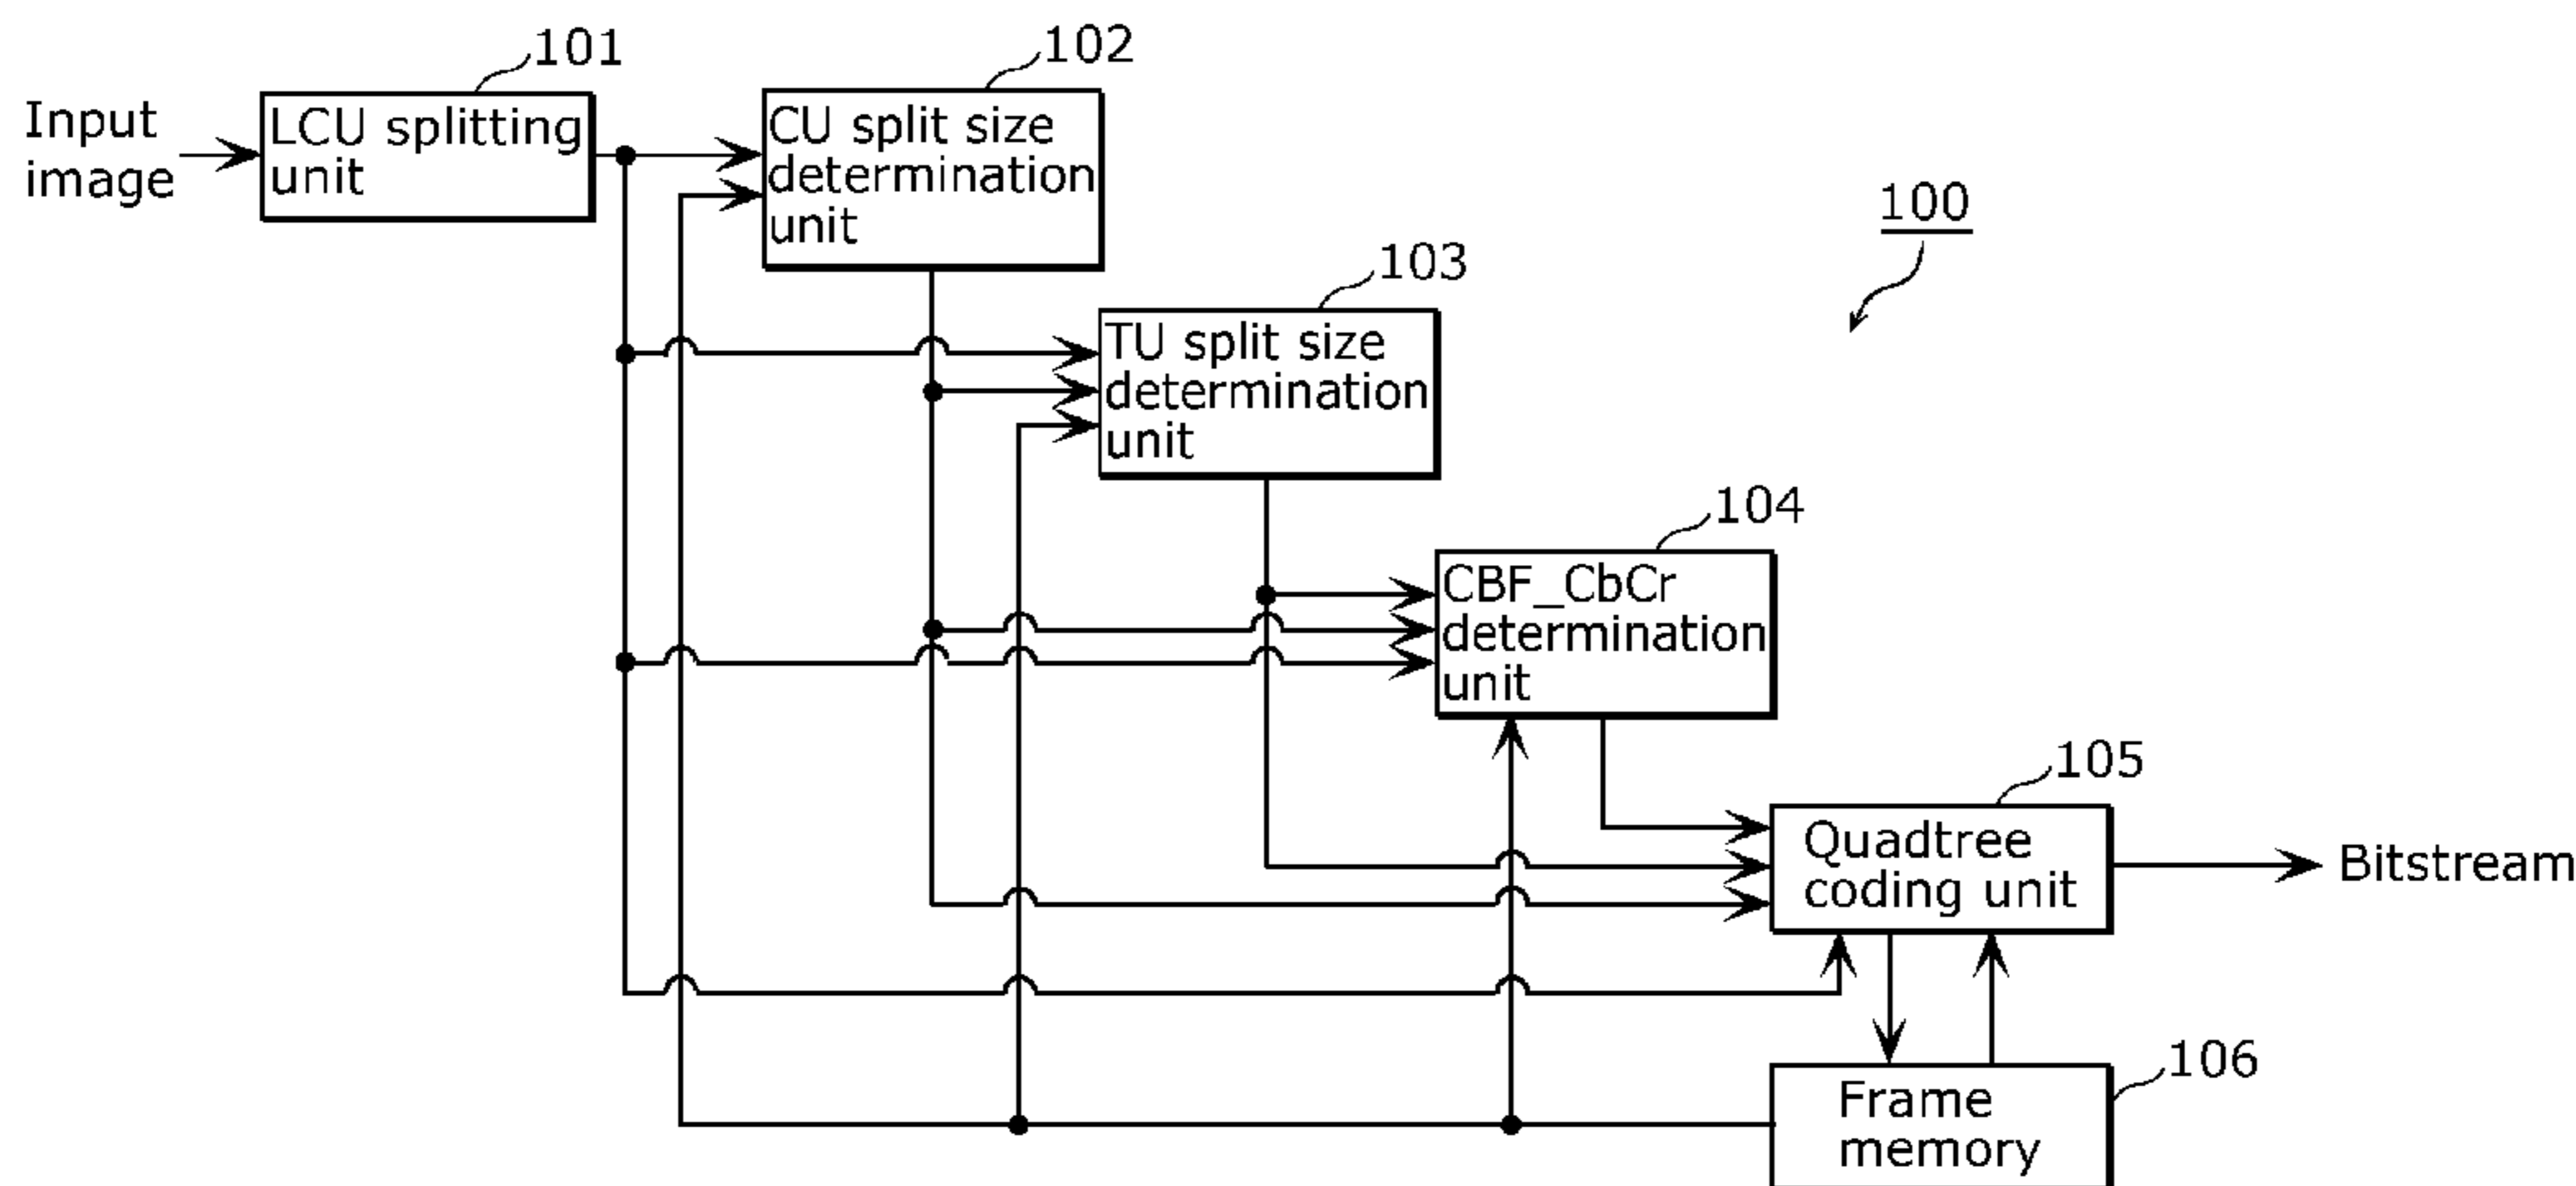 101
102
Input
image
LCU splitting
unit
CU split size
determination
unit
100
103
TU split size
determination
unit
104
CBF_CbCr
determination
unit
105
Quadtree
coding unit
Bitstream
106
Frame
memory